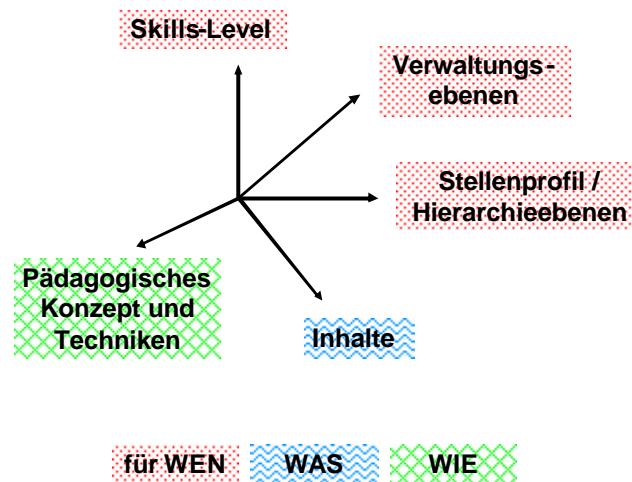 Skills-Level
Verwaltungs-
ebenen
Stellenprofil /
Hierarchieebenen
Pädagogisches
Konzept und
Techniken
Inhalte
für WEN
WAS
WIE